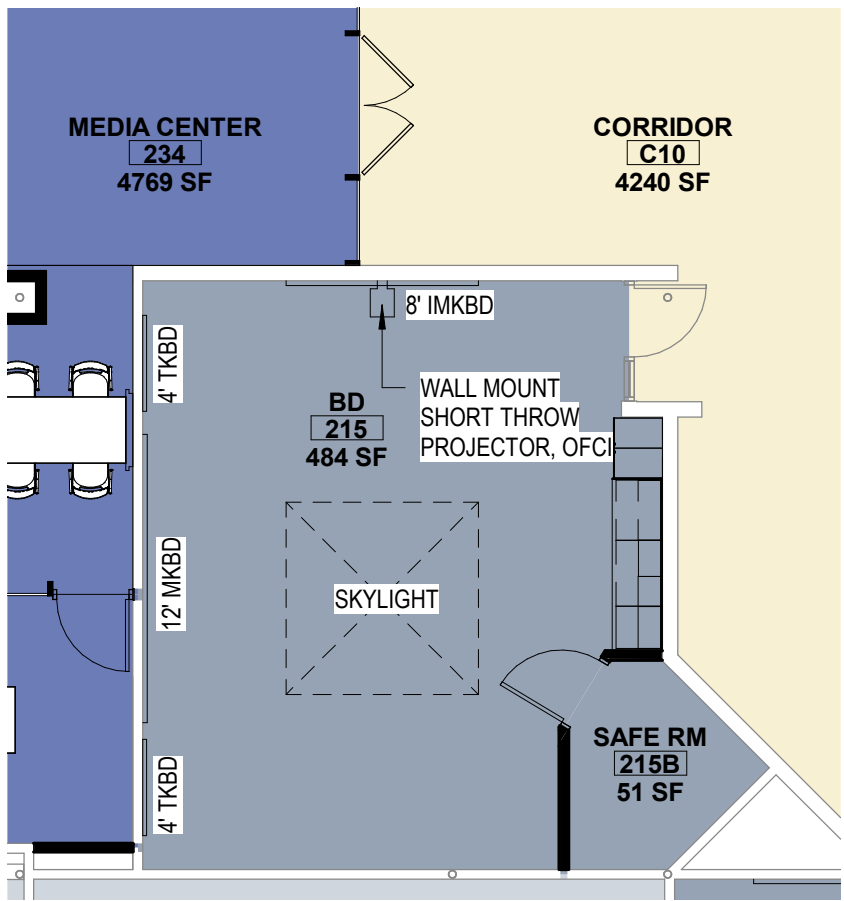 MEDIA CENTER
234
4769 SF
CORRIDOR
C10
4240 SF
8' IMKBD
4' TKBD
WALL MOUNT
SHORT THROW
PROJECTOR, OFCI
BD
215
484 SF
12' MKBD
SKYLIGHT
SAFE RM
215B
51 SF
4' TKBD